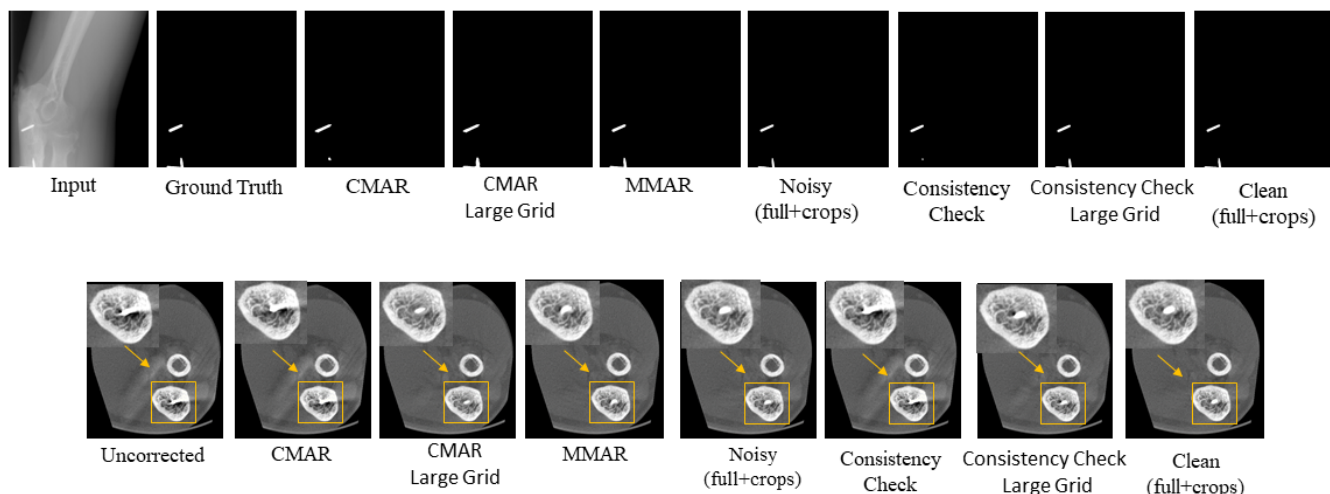 Input
Ground Truth
CMAR
CMAR
Large Grid
MMAR
Noisy
(full+crops)
Consistency
Check
Consistency Check
Large Grid
Clean
(full+crops)
Uncorrected
CMAR
CMAR
Large Grid
MMAR
Noisy
(full+crops)
Consistency
Check
Consistency Check
Large Grid
Clean
(full+crops)